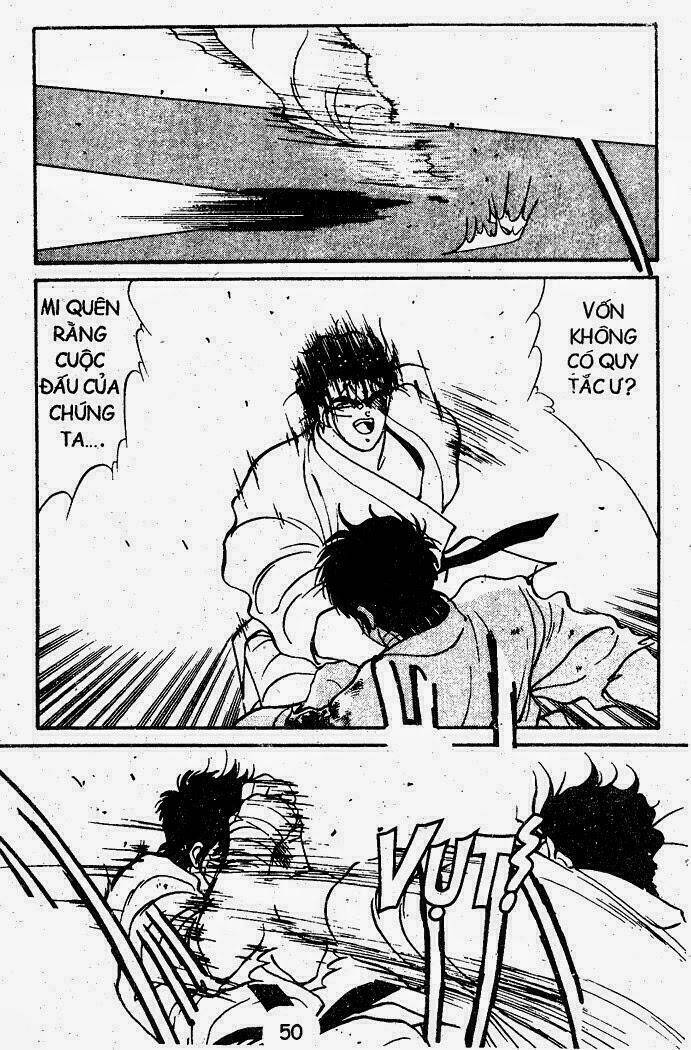 MI QUÊN
RẰNG
CUỘC
ĐẤU CỦA
CHÚNG
TA....
VỐN
KHÔNG
CÓ QUY
TẮC Ư?
VỤT
50